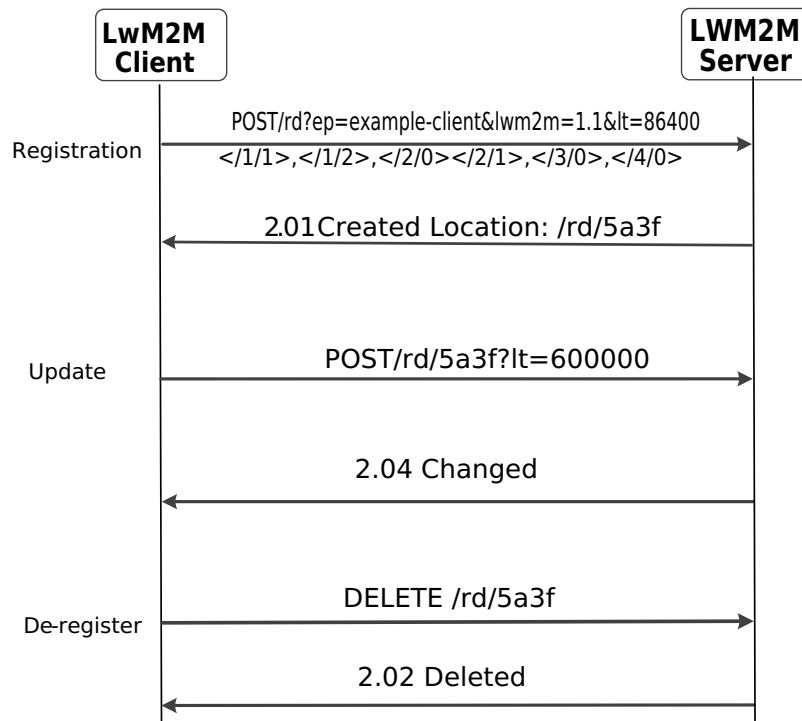 LwM2M
Client
LWM2M
Server
POST/rd?ep=example-client&lwm2m=1.1&lt=86400
Registration
</1/1>,</1/2>,</2/0></2/1>,</3/0>,</4/0>
2.01Created Location: /rd/5a3f
POST/rd/5a3f?lt=600000
Update
2.04 Changed
DELETE /rd/5a3f
De-register
2.02 Deleted